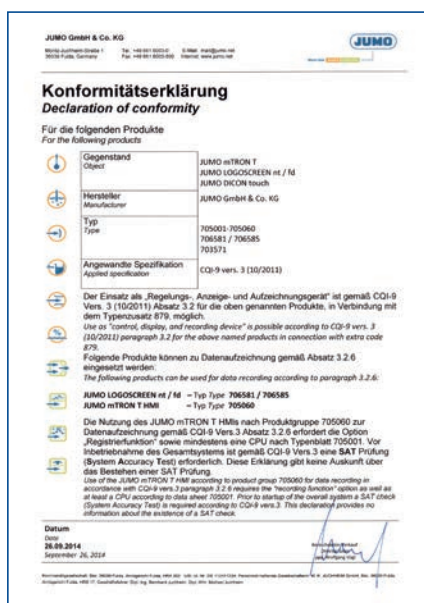 JUMO GmbH & Co. KG
JUMO
36039 Fulda, Germany
Konformitätserklärung
Declaration of conformity
Für die folgenden Produkte
For the following products
Gegenstand
Object
JUMO mTRON T
JUMO LOGOSCREEN nt / fd
JUMO DICON touch
Hersteller
Manufacturer
JUMO GmbH & Co. KG
Typ
Type
705001-705060
706581 / 706585
703571
Angewandte Spezifikation
Applied specification
CQI-9 vers. 3 (10/2011)
Der Einsatz als „Regelungs-, Anzeige- und Aufzeichnungsgerät“ ist gemäß CQI-9
Vers. 3 (10/2011) Absatz 3.2 für die oben genannten Produkte, in Verbindung mit
dem Typenzusatz 879, möglich.
Use as "control, display, and recording device" is possible according to CQI-9 vers. 3
(10/2011) paragraph 3.2 for the above named products in connection with extra code
879.
Folgende Produkte können zu Datenaufzeichnung gemäß Absatz 3.2.6
eingesetzt werden:
The following products can be used for data recording according to paragraph 3.2.6:
JUMO LOGOSCREEN nt / fd – Typ Type 706581 / 706585
JUMO mTRON T HMI – Typ Type 705060
Die Nutzung des JUMO mTRON T HMIs nach Produktgruppe 705060 zur
Datenaufzeichnung gemäß CQI-9 Vers.3 Absatz 3.2.6 erfordert die Option
„Registrierfunktion“ sowie mindestens eine CPU nach Typenblatt 705001. Vor
Inbetriebnahme des Gesamtsystems ist gemäß CQI-9 Vers.3 eine SAT Prüfung
(System Accuracy Test) erforderlich. Diese Erklärung gibt keine Auskunft über
das Bestehen einer SAT Prüfung.
Use of the JUMO mTRON T HMI according to product group 705060 for data recording in
accordance with CQI-9 vers.3 paragraph 3.2.6 requires the "recording function" option as well as
at least a CPU according to data sheet 705001. Prior to startup of the overall system a SAT check
(System Accuracy Test) is required according to CQI-9 vers.3. This declaration provides no
information about the existence of a SAT check.
Datum
Date
26.09.2014
September 26, 2014